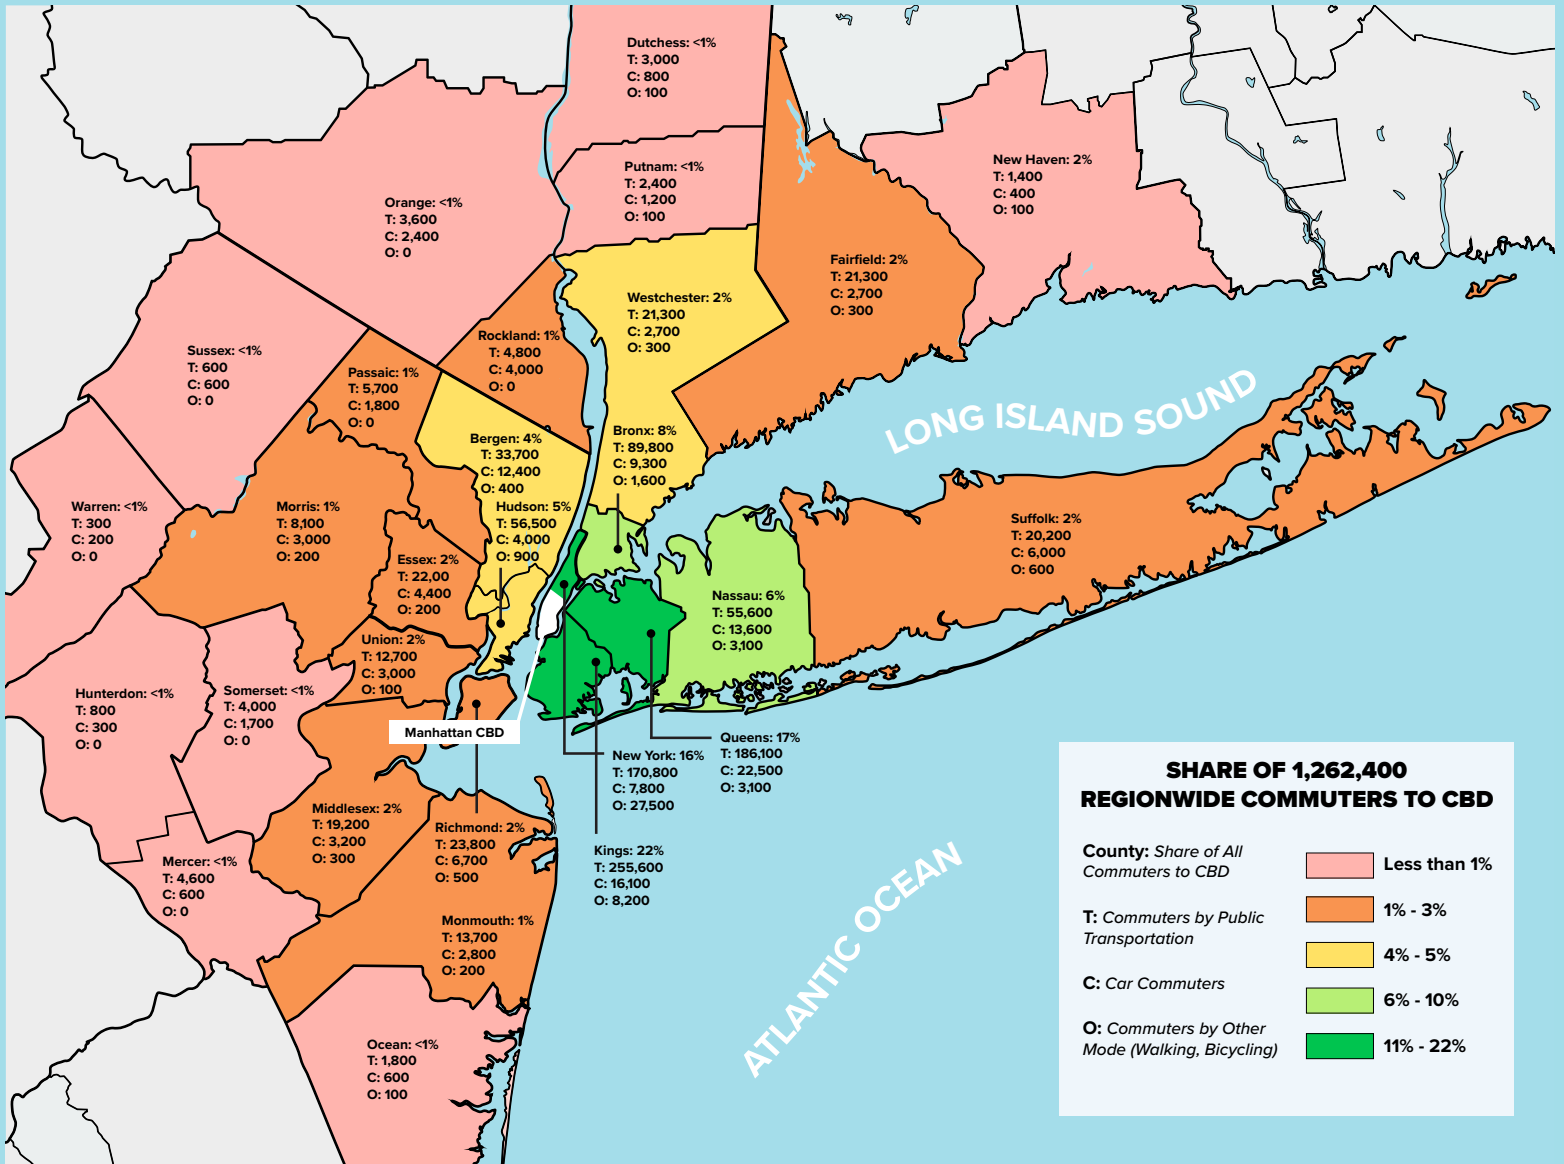 Dutchess: <1%
T: 3,000
C: 800
O: 100
Putnam: <1%
T: 2,400
C: 1,200
O: 100
New Haven: 2%
T: 1,400
C: 400
O: 100
Orange: <1%
T: 3,600
C: 2,400
O: 0
Fairfield: 2%
T: 21,300
C: 2,700
O: 300
Westchester: 2%
T: 21,300
C: 2,700
O: 300
Rockland: 1%
T: 4,800
C: 4,000
O: 0
Sussex: <1%
T: 600
C: 600
O: 0
Passaic: 1%
T: 5,700
C: 1,800
O: 0
LONG ISLAND SOUND
Bergen: 4%
T: 33,700
C: 12,400
O: 400
Bronx: 8%
T: 89,800
C: 9,300
O: 1,600
Hudson: 5%
T: 56,500
C: 4,000
O: 900
Warren: <1%
T: 300
C: 200
O: 0
Morris: 1%
T: 8,100
C: 3,000
O: 200
Essex: 2%
T: 22,00
C: 4,400
O: 200
Suffolk: 2%
T: 20,200
C: 6,000
O: 600
Nassau: 6%
T: 55,600
C: 13,600
O: 3,100
Union: 2%
T: 12,700
C: 3,000
O: 100
Hunterdon: <1%
T: 800
C: 300
O: 0
Somerset: <1%
T: 4,000
C: 1,700
O: 0
Manhattan CBD
Queens: 17%
T: 186,100
C: 22,500
O: 3,100
New York: 16%
T: 170,800
C: 7,800
O: 27,500
Middlesex: 2%
T: 19,200
C: 3,200
O: 300
Richmond: 2%
T: 23,800
C: 6,700
O: 500
Kings: 22%
T: 255,600
C: 16,100
O: 8,200
Mercer: <1%
T: 4,600
C: 600
O: 0
Monmouth: 1%
T: 13,700
C: 2,800
O: 200
Ocean: <1%
T: 1,800
C: 600
O: 100
ATLANTIC OCEAN
SHARE OF 1,262,400
REGIONWIDE COMMUTERS TO CBD
County: Share of All
Commuters to CBD
T: Commuters by Public
Transportation
C: Car Commuters
O: Commuters by Other
Mode (Walking, Bicycling)
Less than 1%
1% - 3%
4% - 5%
6% - 10%
11% - 22%